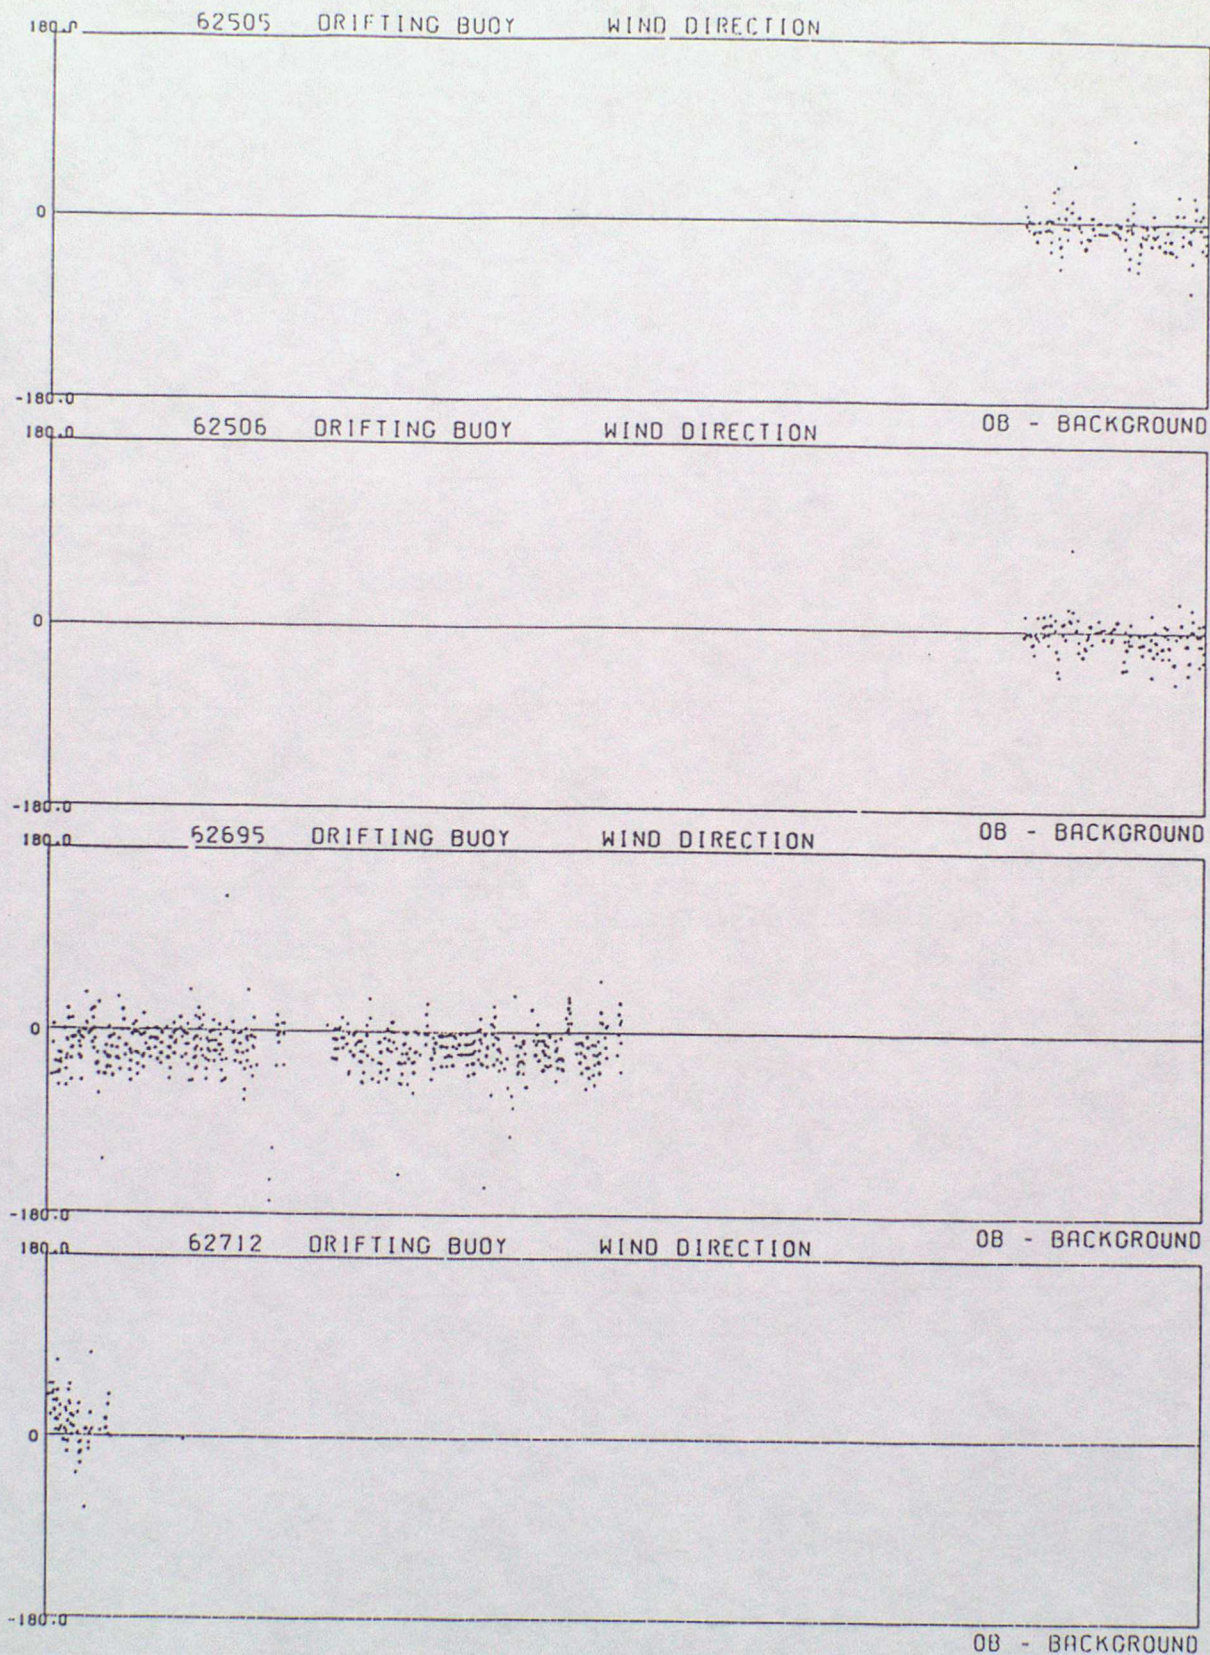 180.0 62505 DRIFTING BUOY WIND DIRECTION
0
-180.0
OB - BACKGROUND
180.0 62506 DRIFTING BUOY WIND DIRECTION
0
-180.0
OB - BACKGROUND
180.0 62695 DRIFTING BUOY WIND DIRECTION
0
-180.0
OB - BACKGROUND
180.0 62712 DRIFTING BUOY WIND DIRECTION
0
-180.0
OB - BACKGROUND